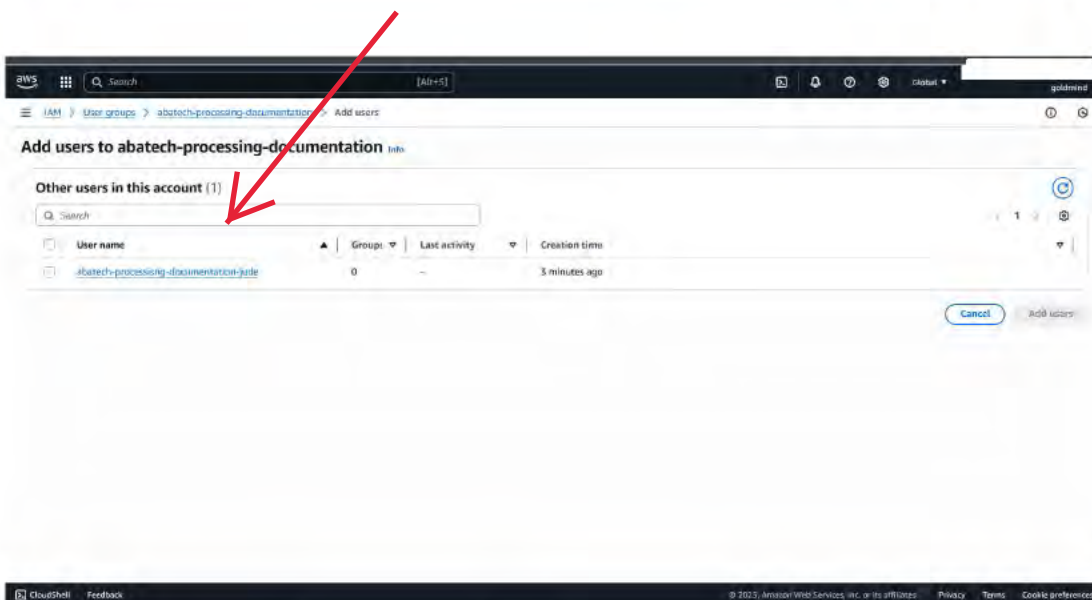 aws Search [Alt+S] Global ▼
goldmind
IAM > User groups > abatech-processing-documentation > Add users
Add users to abatech-processing-documentation Info
Other users in this account (1)
Search
1
User name Groups Last activity Creation time
abatech-processisng-documentation-jude 0 - 3 minutes ago
Cancel Add users
CloudShell Feedback © 2025, Amazon Web Services, Inc. or its affiliates. Privacy Terms Cookie preferences